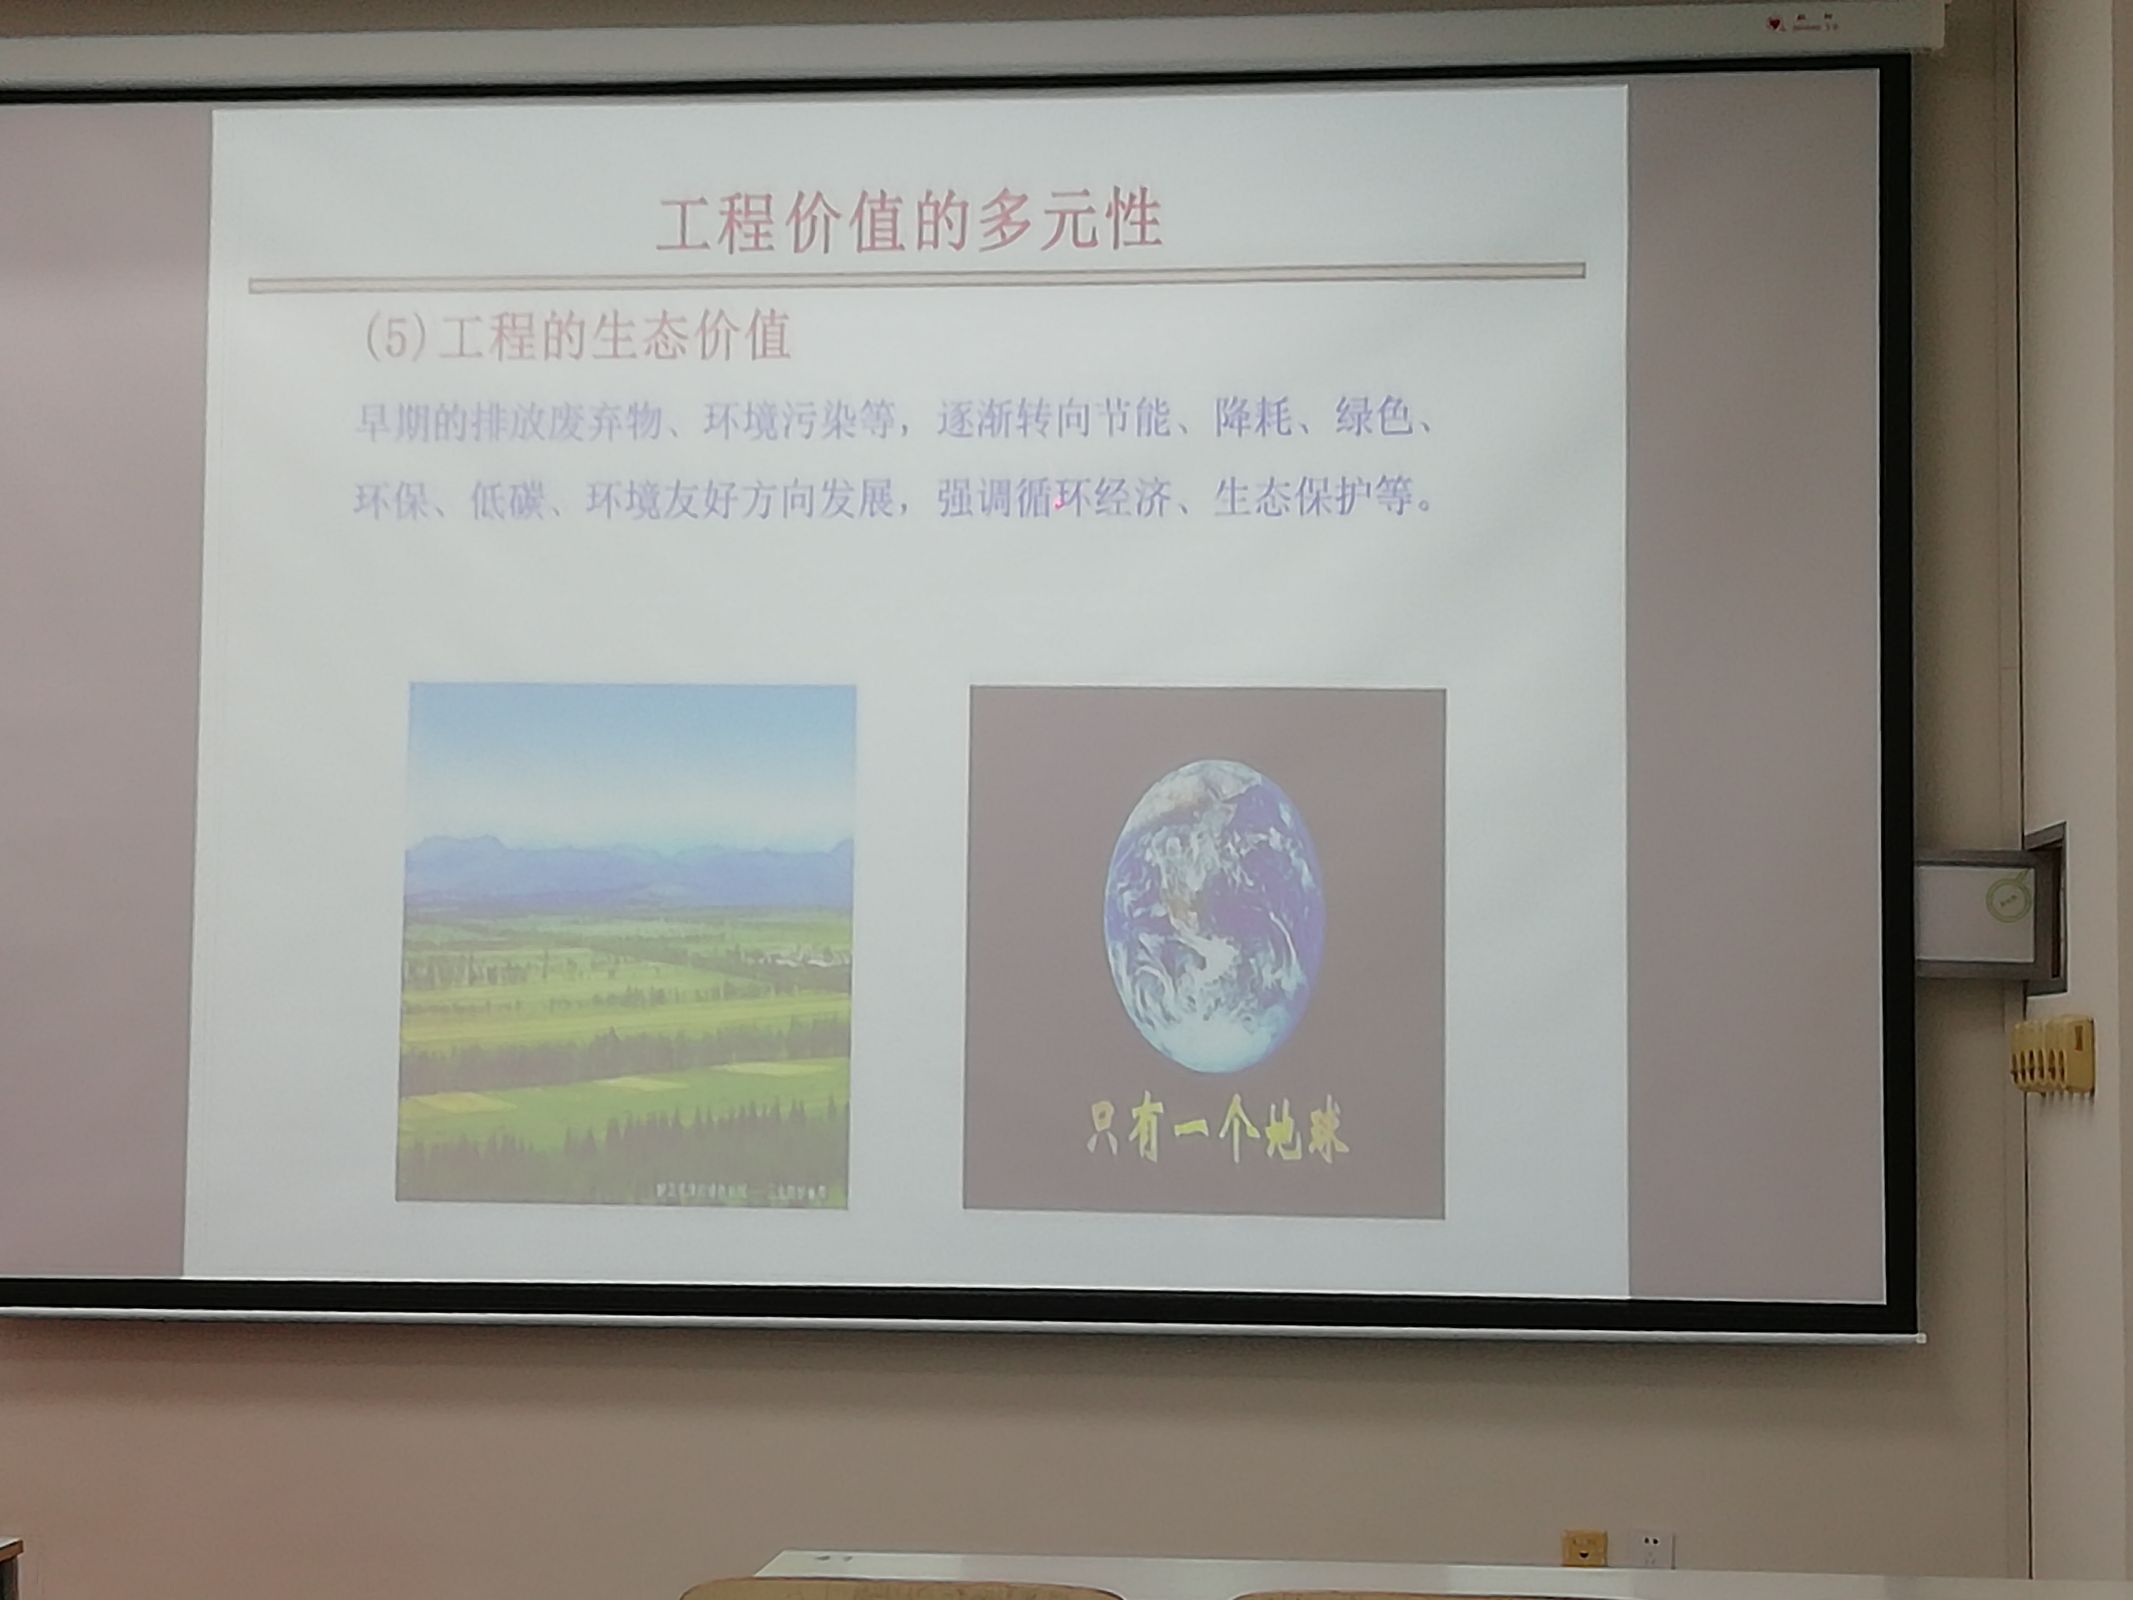 工程价值的多元性
(5)工程的生态价值
早期的排放废弃物、环境污染等，逐渐转向节能、降耗、绿色、
环保、低碳、环境友好方向发展，强调循环经济、生态保护等。
只有一个地球